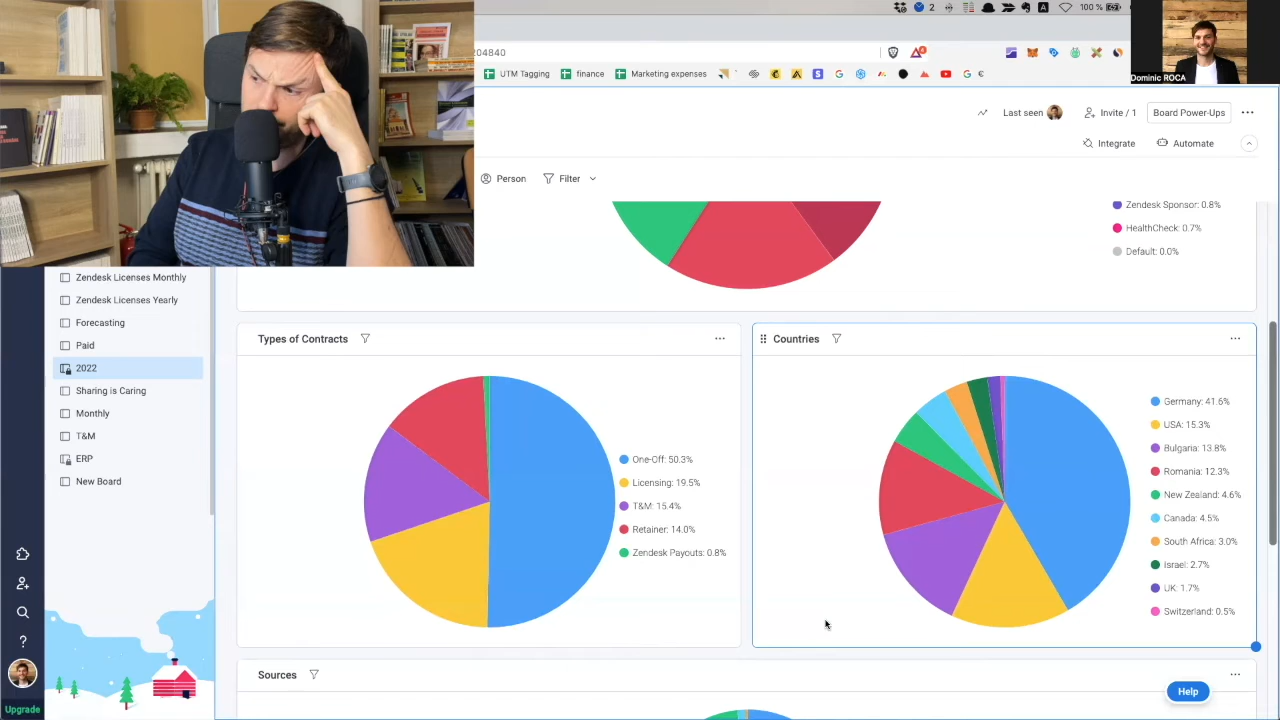 Dominic ROCA
2
A
100 %
204840
UTM Tagging
finance
Marketing expenses
€
Last seen
Invite / 1
Board Power-Ups
Integrate
Automate
Person
Filter
Zendesk Sponsor: 0.8%
HealthCheck: 0.7%
Default: 0.0%
Zendesk Licenses Monthly
Zendesk Licenses Yearly
Forecasting
Paid
2022
Sharing is Caring
Monthly
T&M
ERP
New Board
Upgrade
Types of Contracts
One-Off: 50.3%
Licensing: 19.5%
T&M: 15.4%
Retainer: 14.0%
Zendesk Payouts: 0.8%
Countries
Germany: 41.6%
USA: 15.3%
Bulgaria: 13.8%
Romania: 12.3%
New Zealand: 4.6%
Canada: 4.5%
South Africa: 3.0%
Israel: 2.7%
UK: 1.7%
Switzerland: 0.5%
Sources
Help